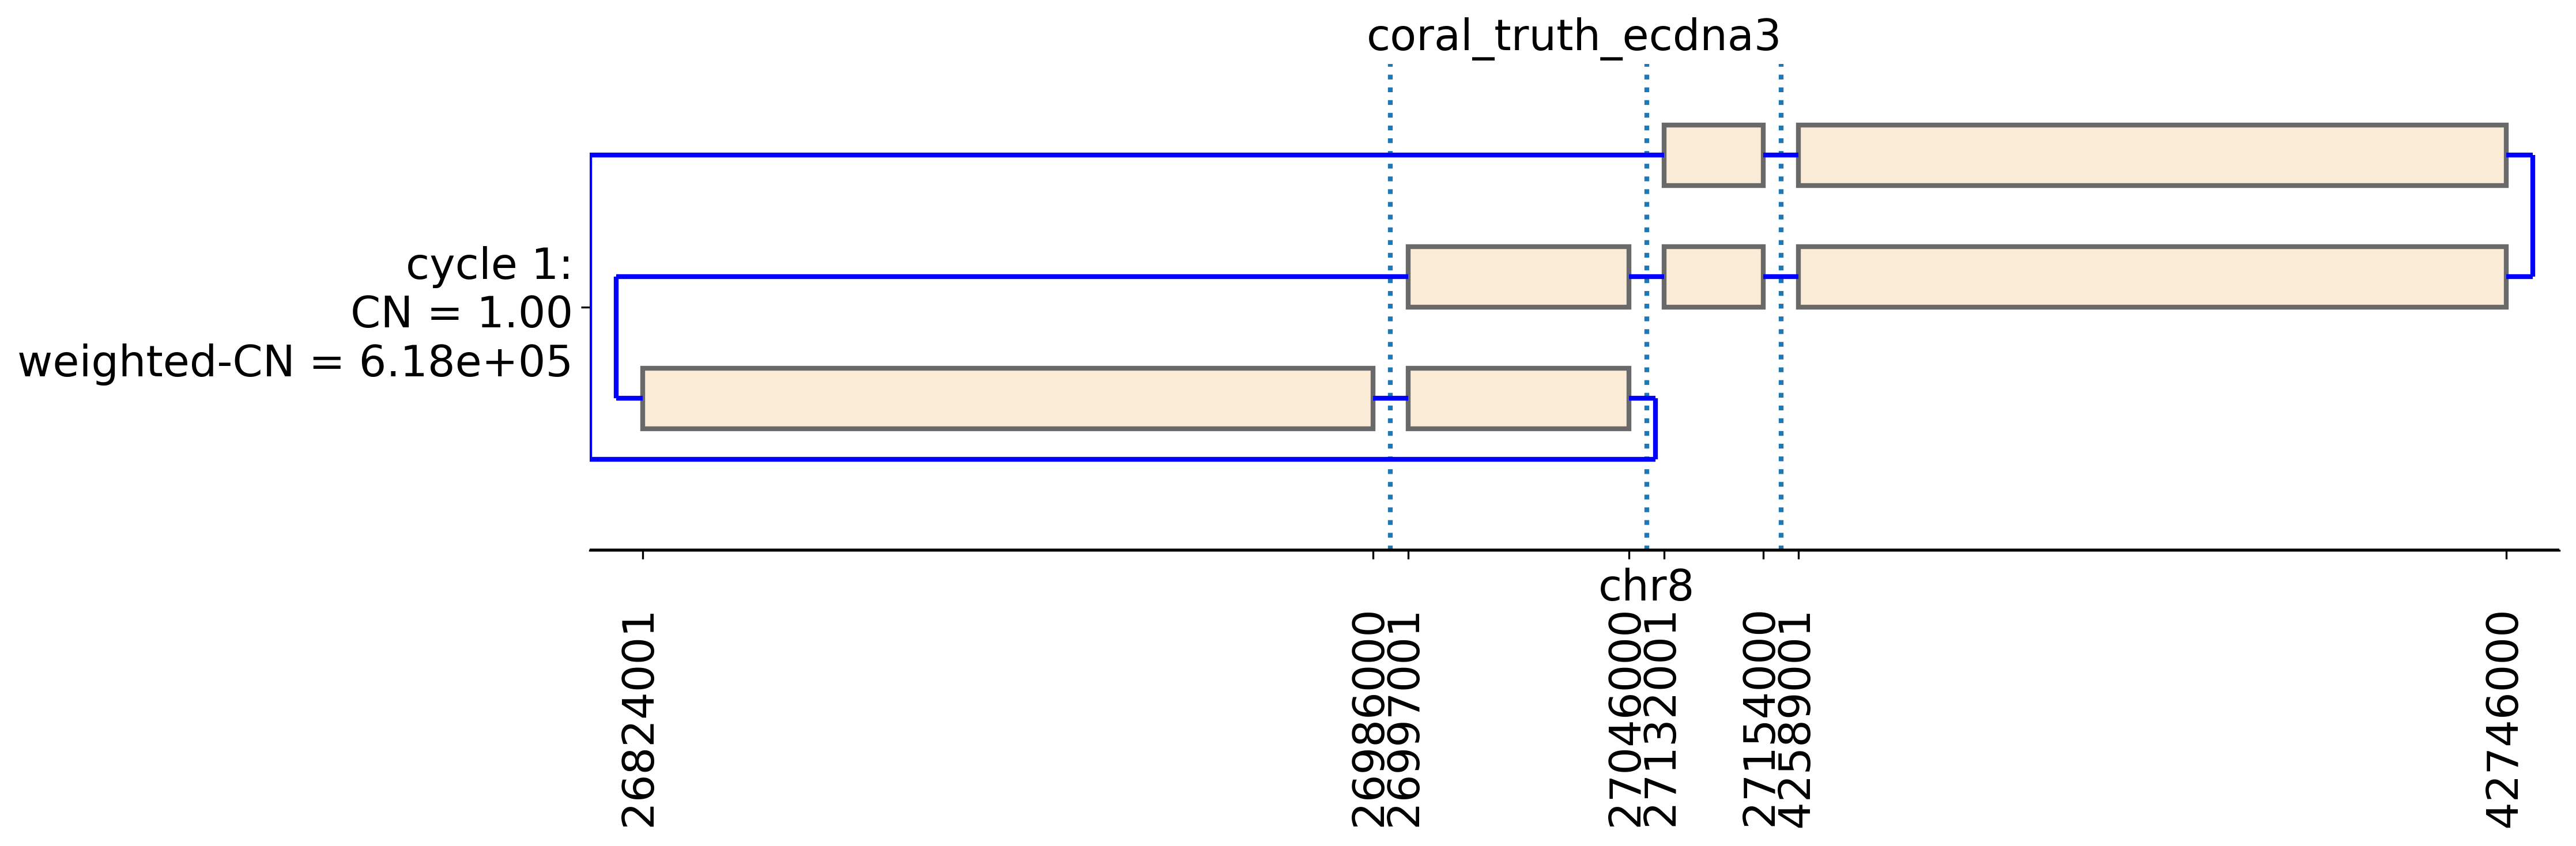 coral_truth_ecdna3
cycle 1:
CN = 1.00
weighted-CN = 6.18e+05
chr8
26824001
26986000
26997001
27046000
27132001
27154000
42589001
42746000